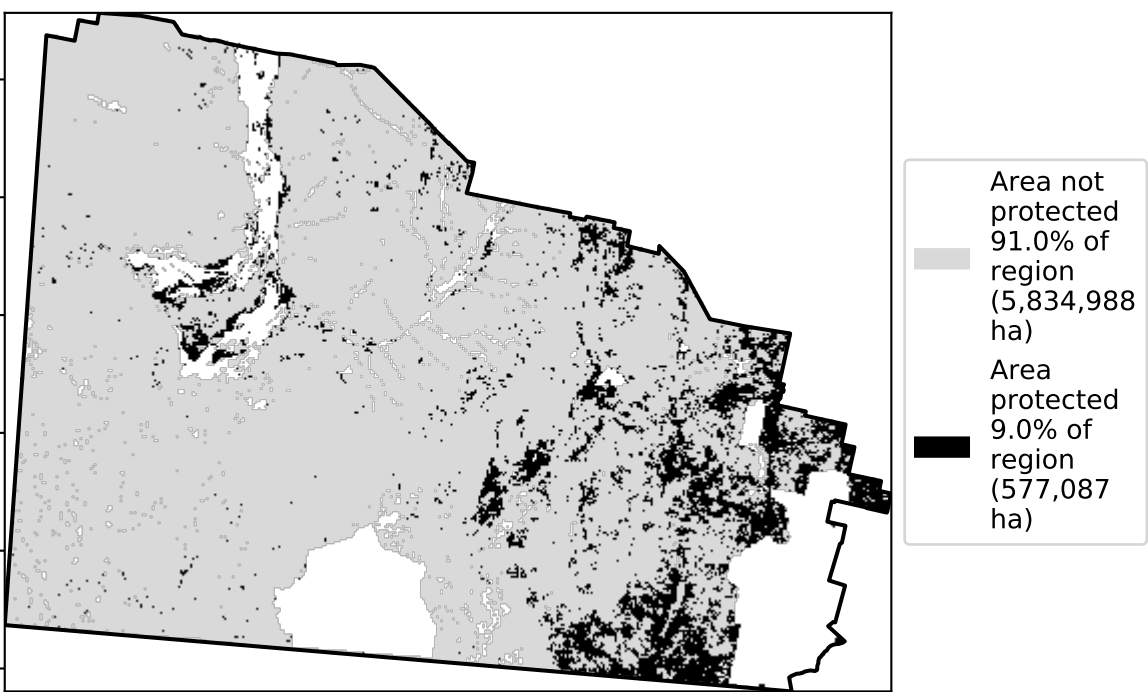 Area not
protected
91.0% of
region
(5,834,988
ha)
Area
protected
9.0% of
region
(577,087
ha)